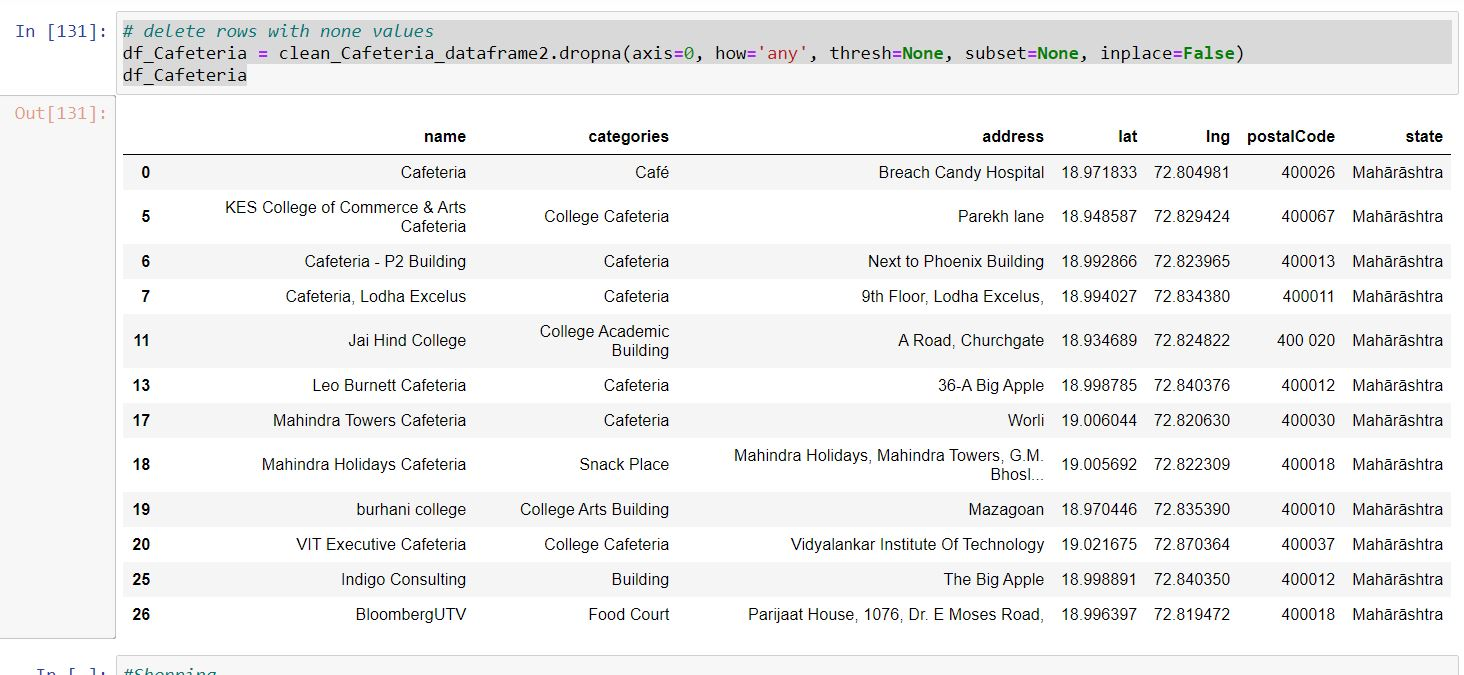 In [131]:
# delete rows with none values
df_Cafeteria = clean_Cafeteria_dataframe2.dropna(axis=0, how='any', thresh=None, subset=None, inplace=False)
df_Cafeteria
Out[131]:
name categories address lat lng postalCode state
0 Cafeteria Café Breach Candy Hospital 18.971833 72.804981 400026 Mahārāshtra
5 KES College of Commerce & Arts
Cafeteria College Cafeteria Parekh lane 18.948587 72.829424 400067 Mahārāshtra
6 Cafeteria - P2 Building Cafeteria Next to Phoenix Building 18.992866 72.823965 400013 Mahārāshtra
7 Cafeteria, Lodha Excelus Cafeteria 9th Floor, Lodha Excelus, 18.994027 72.834380 400011 Mahārāshtra
11 Jai Hind College College Academic
Building A Road, Churchgate 18.934689 72.824822 400 020 Mahārāshtra
13 Leo Burnett Cafeteria Cafeteria 36-A Big Apple 18.998785 72.840376 400012 Mahārāshtra
17 Mahindra Towers Cafeteria Cafeteria Worli 19.006044 72.820630 400030 Mahārāshtra
18 Mahindra Holidays Cafeteria Snack Place Mahindra Holidays, Mahindra Towers, G.M.
Bhosl... 19.005692 72.822309 400018 Mahārāshtra
19 burhani college College Arts Building Mazagoan 18.970446 72.835390 400010 Mahārāshtra
20 VIT Executive Cafeteria College Cafeteria Vidyalankar Institute Of Technology 19.021675 72.870364 400037 Mahārāshtra
25 Indigo Consulting Building The Big Apple 18.998891 72.840350 400012 Mahārāshtra
26 BloombergUTV Food Court Parijaat House, 1076, Dr. E Moses Road, 18.996397 72.819472 400018 Mahārāshtra
In [ ]:
#Shopping